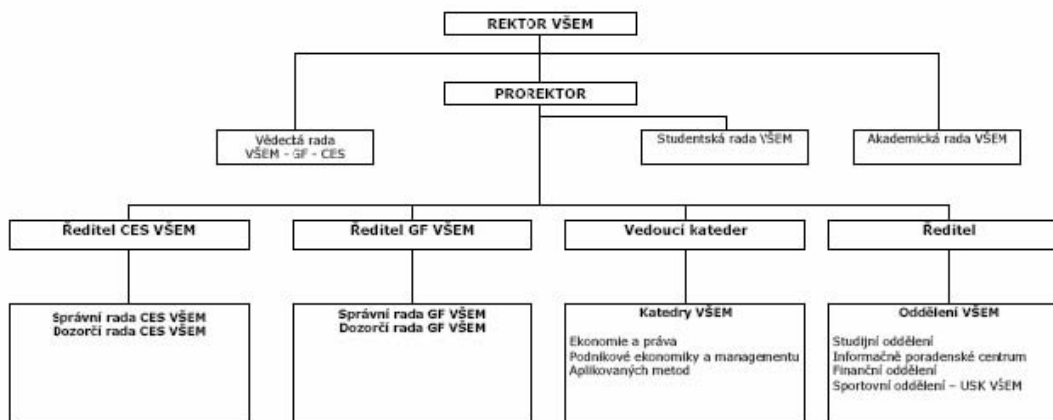 REKTOR VŠEM
PROREKTOR
Vědecká rada
VŠEM - GF - CES
Studentská rada VŠEM
Akademická rada VŠEM
Ředitel CES VŠEM
Ředitel GF VŠEM
Vedoucí kateder
Ředitel
Správní rada CES VŠEM
Dozorčí rada CES VŠEM
Správní rada GF VŠEM
Dozorčí rada GF VŠEM
Katedry VŠEM
Ekonomie a práva
Podnikové ekonomiky a managementu
Aplikovaných metod
Oddělení VŠEM
Studijní oddělení
Informačně poradenské centrum
Finanční oddělení
Sportovní oddělení – USK VŠEM